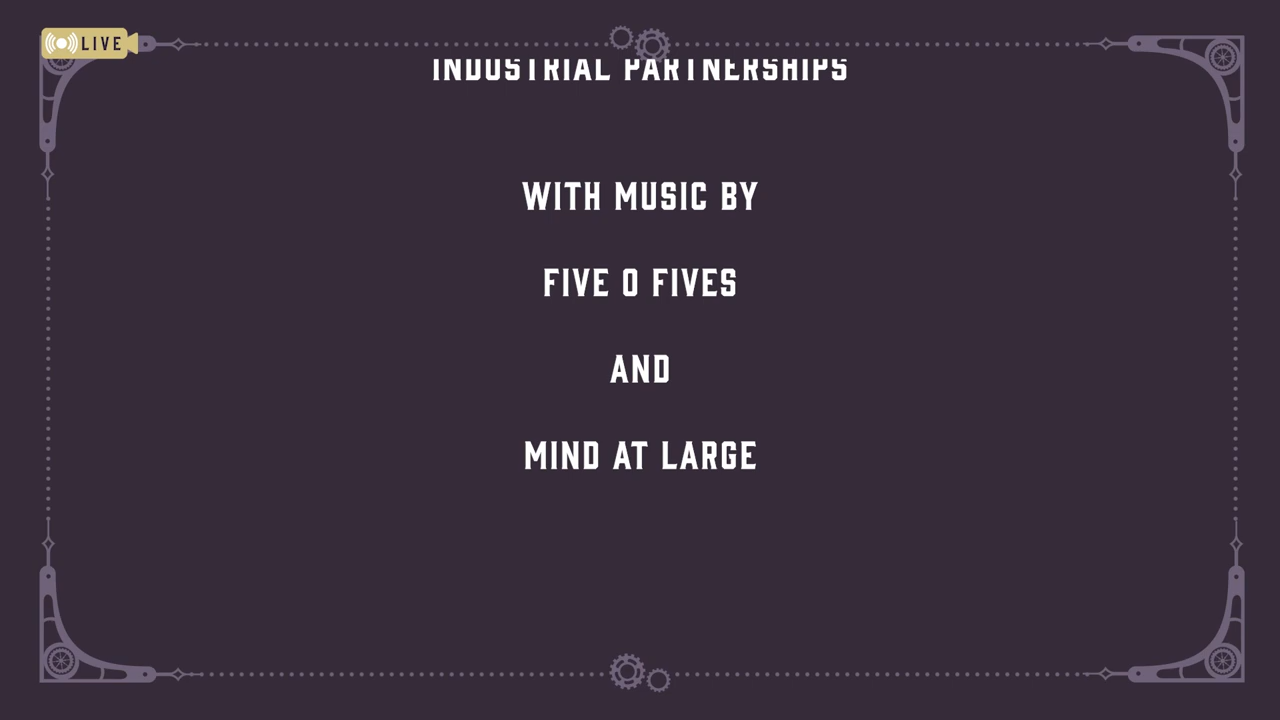 LIVE
INDUSTRIAL PARTNERSHIPS
WITH MUSIC BY
FIVE O FIVES
AND
MIND AT LARGE